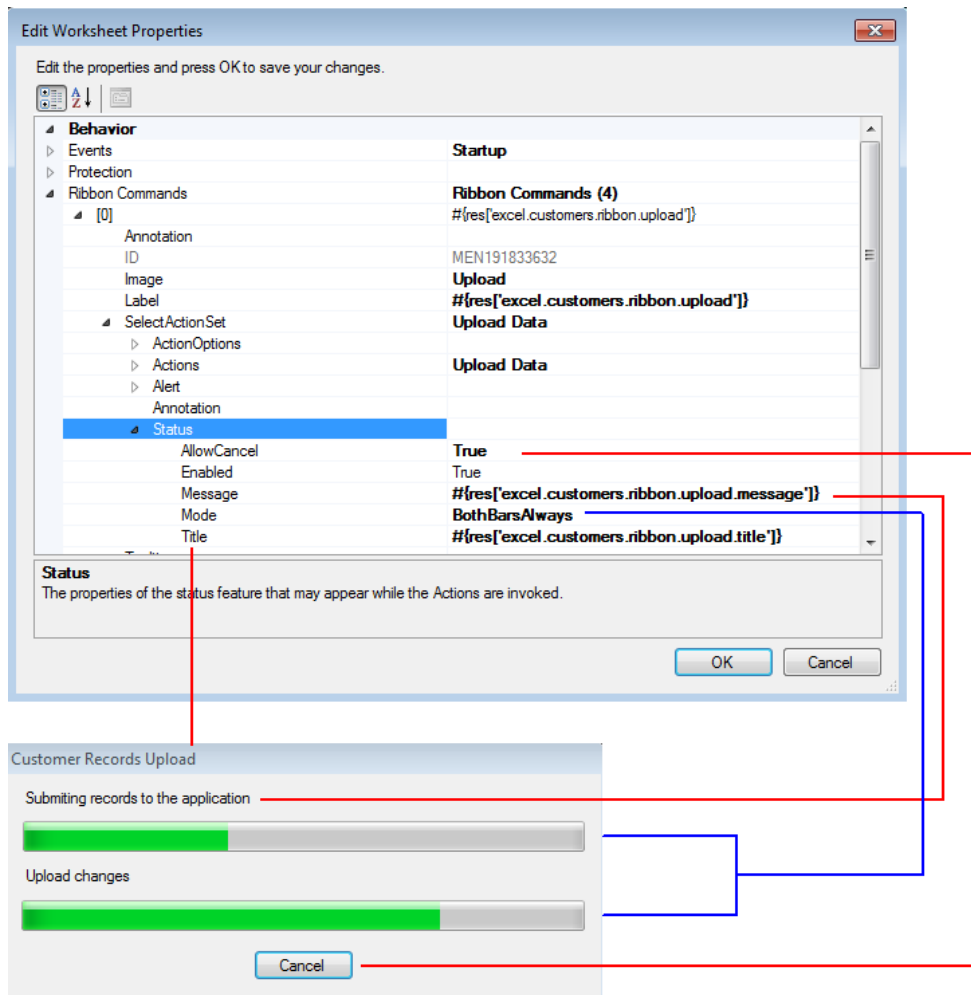 Edit Worksheet Properties
Edit the properties and press OK to save your changes.
Behavior
Events Startup
Protection
Ribbon Commands Ribbon Commands (4)
[0] #{res['excel.customers.ribbon.upload']}
Annotation
ID MEN191833632
Image Upload
Label #{res['excel.customers.ribbon.upload']}
SelectActionSet Upload Data
ActionOptions
Actions Upload Data
Alert
Annotation
Status
AllowCancel True
Enabled True
Message #{res['excel.customers.ribbon.upload.message']}
Mode BothBarsAlways
Title #{res['excel.customers.ribbon.upload.title']}
Status
The properties of the status feature that may appear while the Actions are invoked.
OK Cancel
Customer Records Upload
Submiting records to the application
Upload changes
Cancel